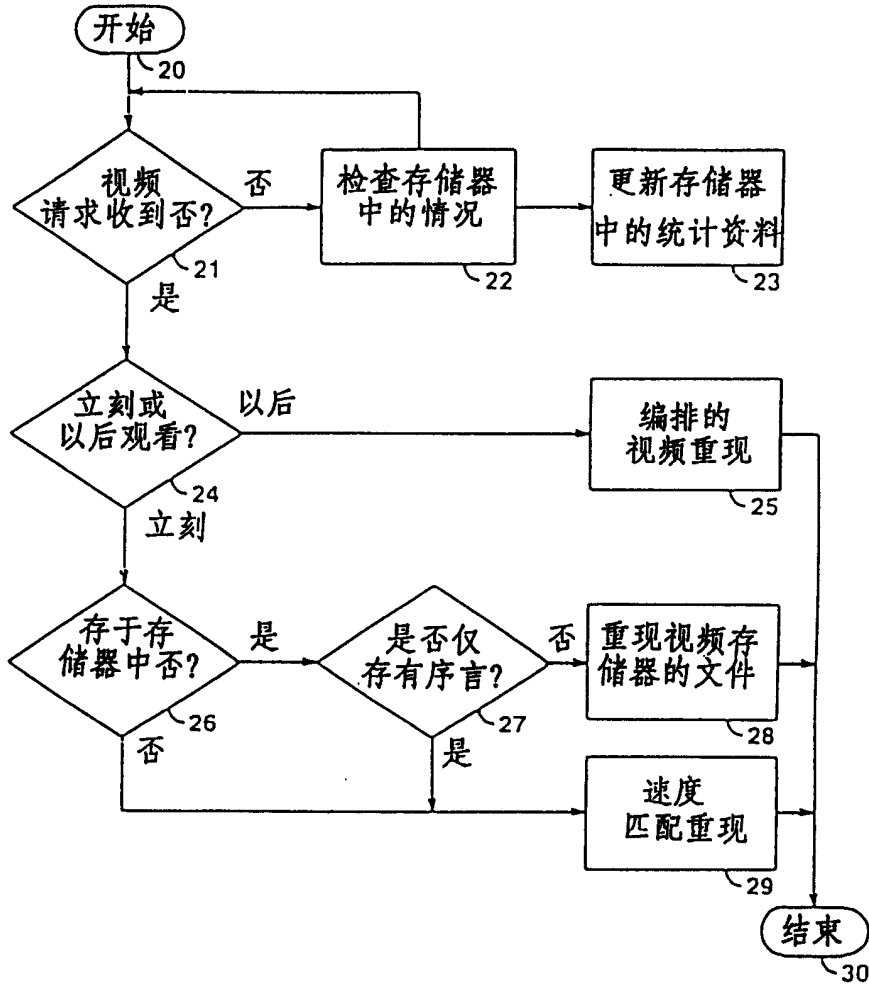 开始
20
视频
请求收到否?
21
否
是
检查存储器
中的情况
22
更新存储器
中的统计资料
23
立刻或
以后观看?
24
以后
立刻
编排的
视频重现
25
存于存
储器中否?
26
是
否
是否仅
存有序言?
27
否
是
重现视频存
储器的文件
28
速度
匹配重现
29
结束
30